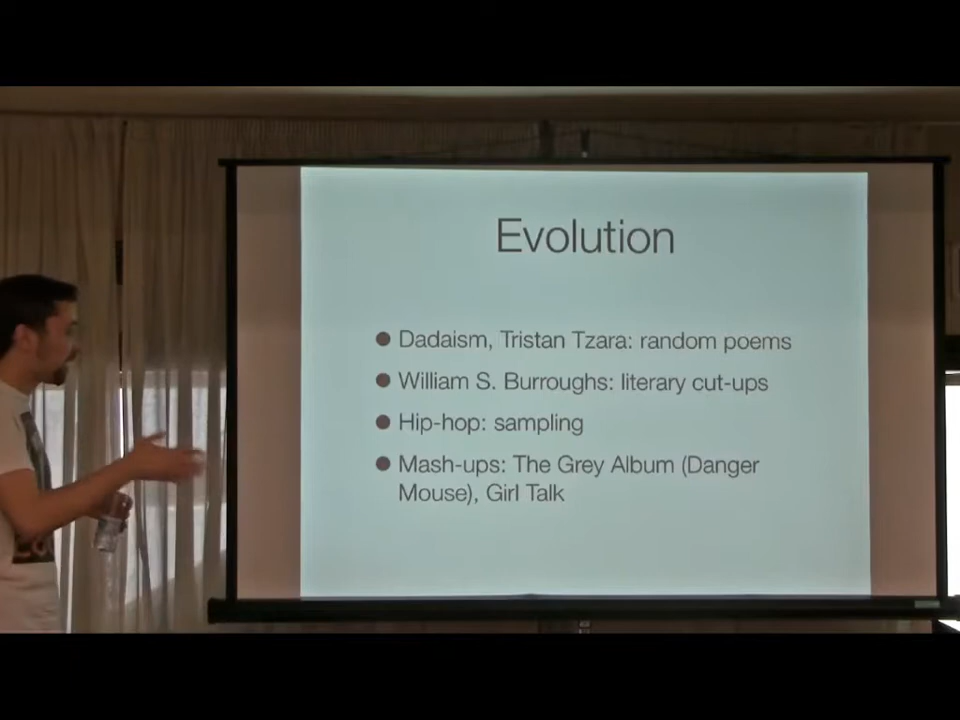 Evolution
Dadaism, Tristan Tzara: random poems
William S. Burroughs: literary cut-ups
Hip-hop: sampling
Mash-ups: The Grey Album (Danger
Mouse), Girl Talk